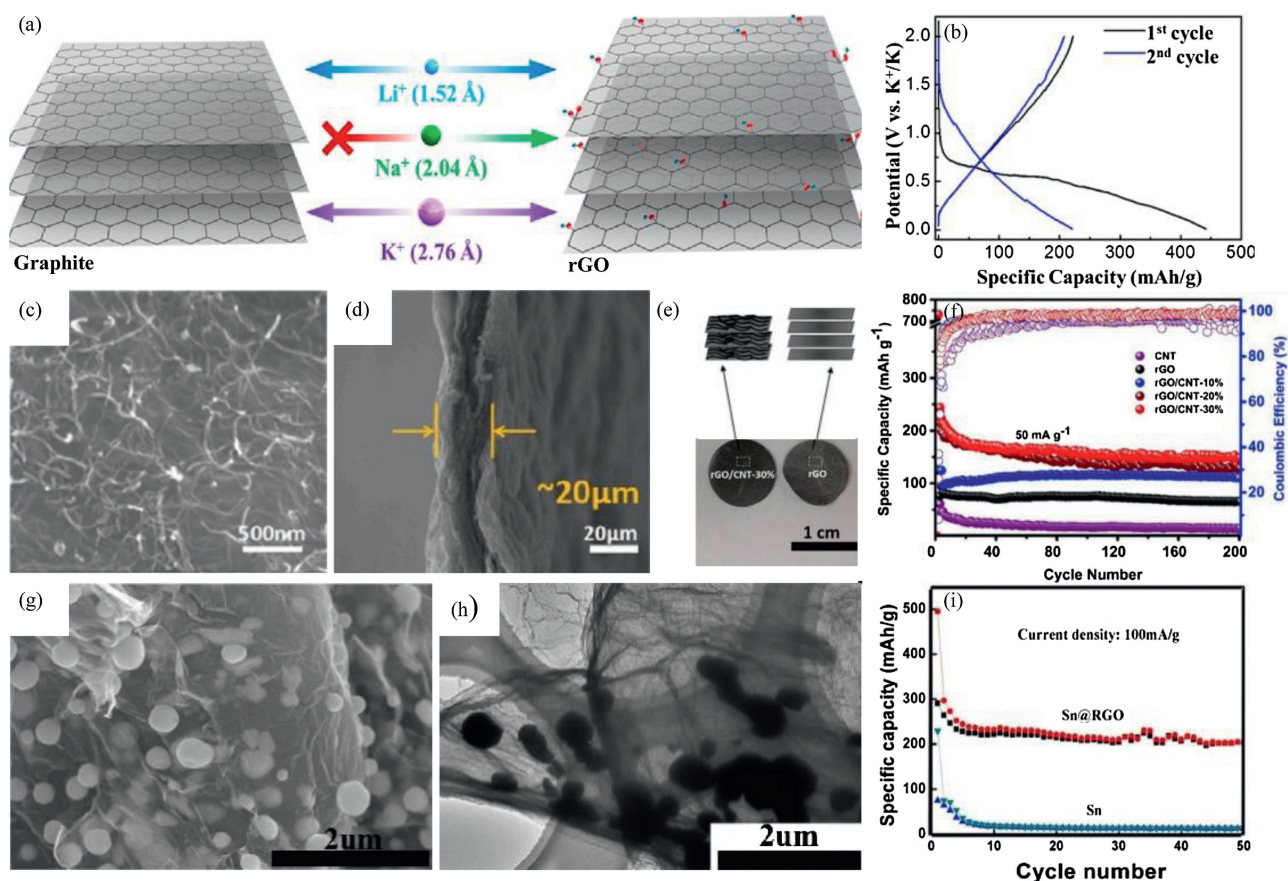 (a)
Li⁺ (1.52 Å)
Na⁺ (2.04 Å)
K⁺ (2.76 Å)
Graphite
rGO
(b)
1st cycle
2nd cycle
2.0
1.5
1.0
0.5
0.0
Potential (V vs. K⁺/K)
0 100 200 300 400 500
Specific Capacity (mAh/g)
(c)
500nm
(d)
~20μm
20μm
(e)
rGO/CNT-30%
rGO
1 cm
(f)
800
700
300
200
100
Specific Capacity (mAh g⁻¹)
CNT
rGO
rGO/CNT-10%
rGO/CNT-20%
rGO/CNT-30%
50 mA g⁻¹
100
80
60
40
20
Coulombic Efficiency (%)
0 40 80 120 160 200
Cycle Number
(g)
2um
(h)
2um
(i)
500
400
300
200
100
0
Specific capacity (mAh/g)
Current density: 100mA/g
Sn@RGO
Sn
0 10 20 30 40 50
Cycle number